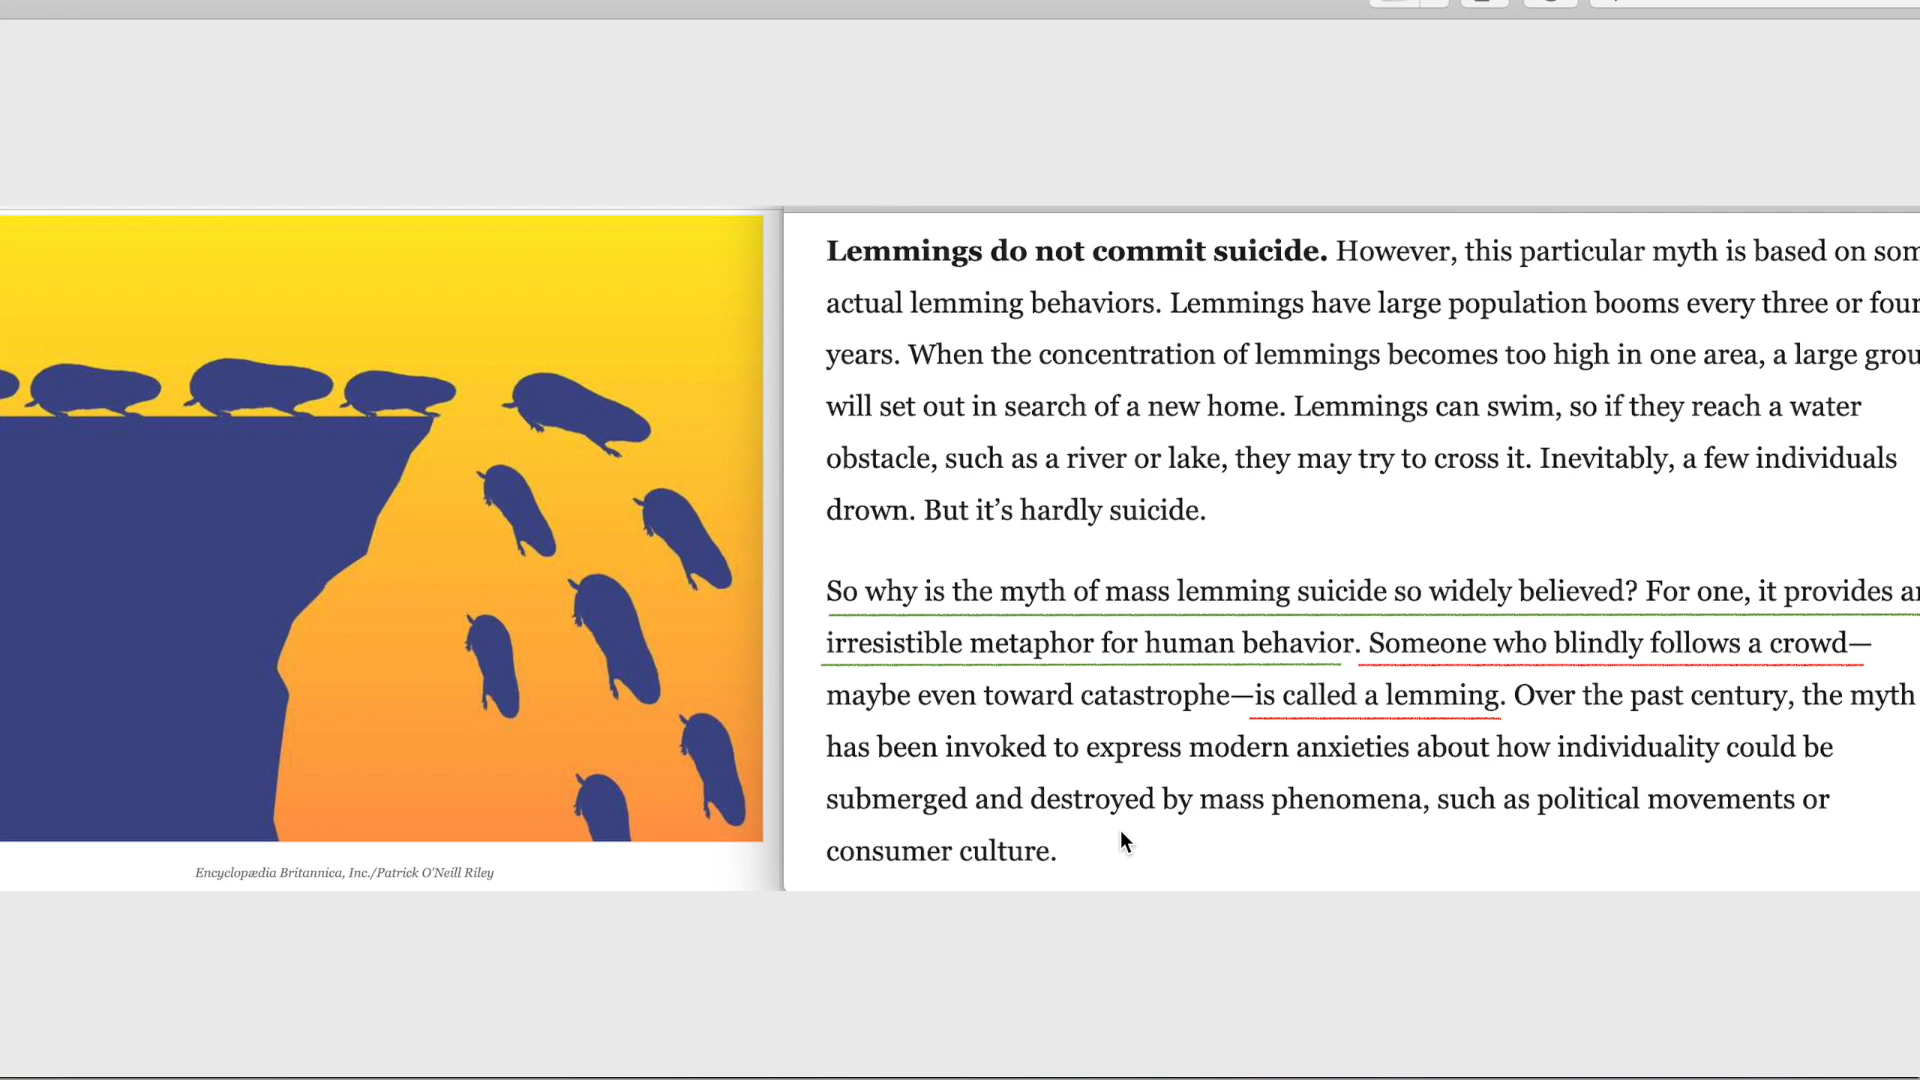 Lemmings do not commit suicide. However, this particular myth is based on
actual lemming behaviors. Lemmings have large population booms every three or four
years. When the concentration of lemmings becomes too high in one area, a large
will set out in search of a new home. Lemmings can swim, so if they reach a water
obstacle, such as a river or lake, they may try to cross it. Inevitably, a few individuals
drown. But it’s hardly suicide.
So why is the myth of mass lemming suicide so widely believed? For one, it provides
irresistible metaphor for human behavior. Someone who blindly follows a crowd—
maybe even toward catastrophe—is called a lemming. Over the past century, the myth
has been invoked to express modern anxieties about how individuality could be
submerged and destroyed by mass phenomena, such as political movements or
consumer culture.
Encyclopædia Britannica, Inc./Patrick O'Neill Riley